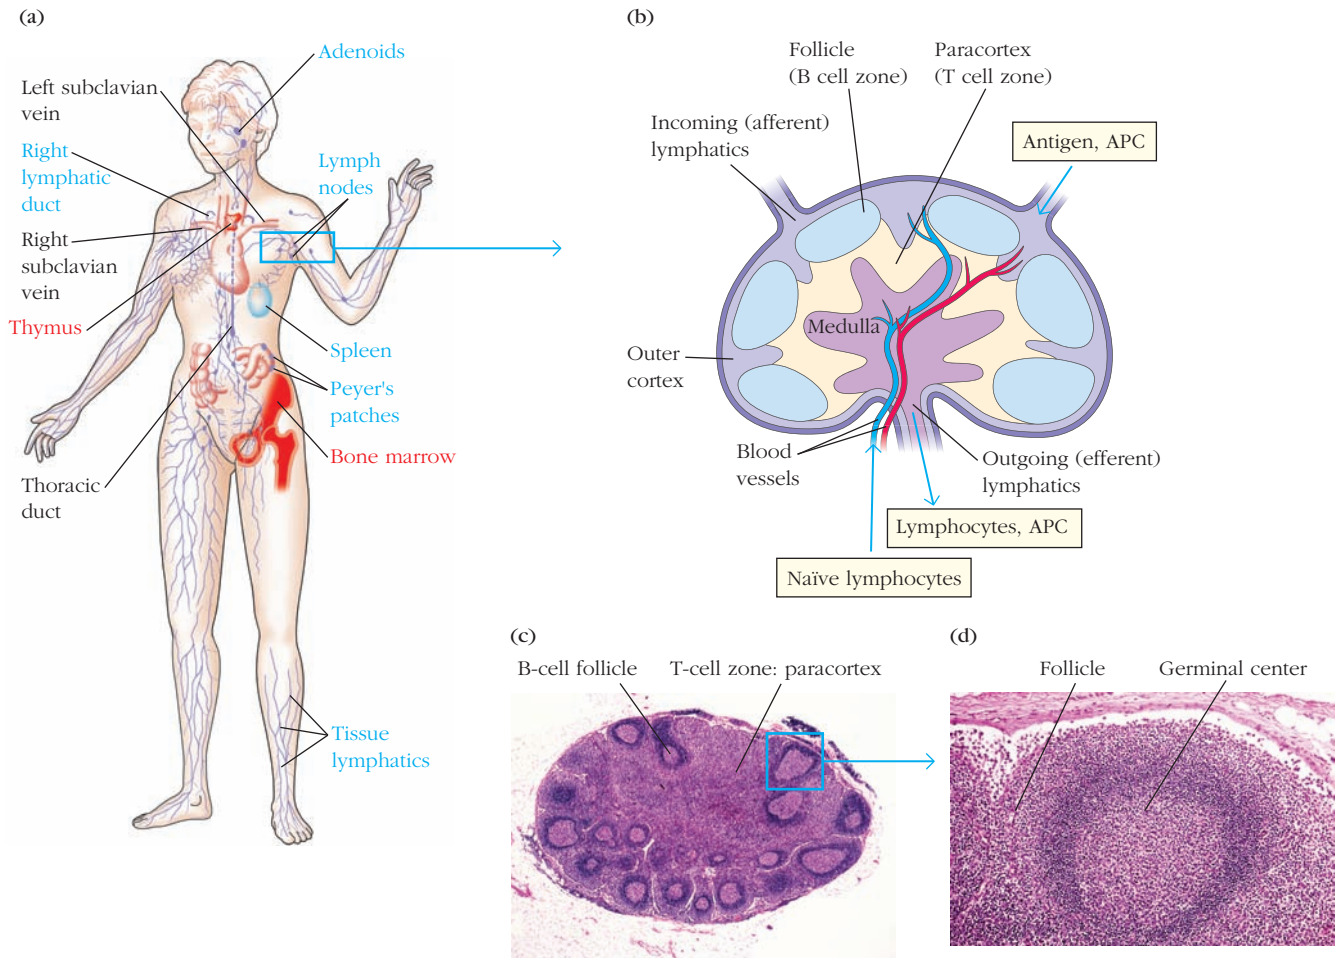 (a)
Adenoids
Left subclavian
vein
Right
lymphatic
duct
Lymph
nodes
Right
subclavian
vein
Thymus
Spleen
Peyer's
patches
Bone marrow
Thoracic
duct
Tissue
lymphatics
(b)
Follicle
(B cell zone)
Paracortex
(T cell zone)
Incoming (afferent)
lymphatics
Antigen, APC
Medulla
Outer
cortex
Blood
vessels
Outgoing (efferent)
lymphatics
Lymphocytes, APC
Naïve lymphocytes
(c)
B-cell follicle
T-cell zone: paracortex
(d)
Follicle
Germinal center